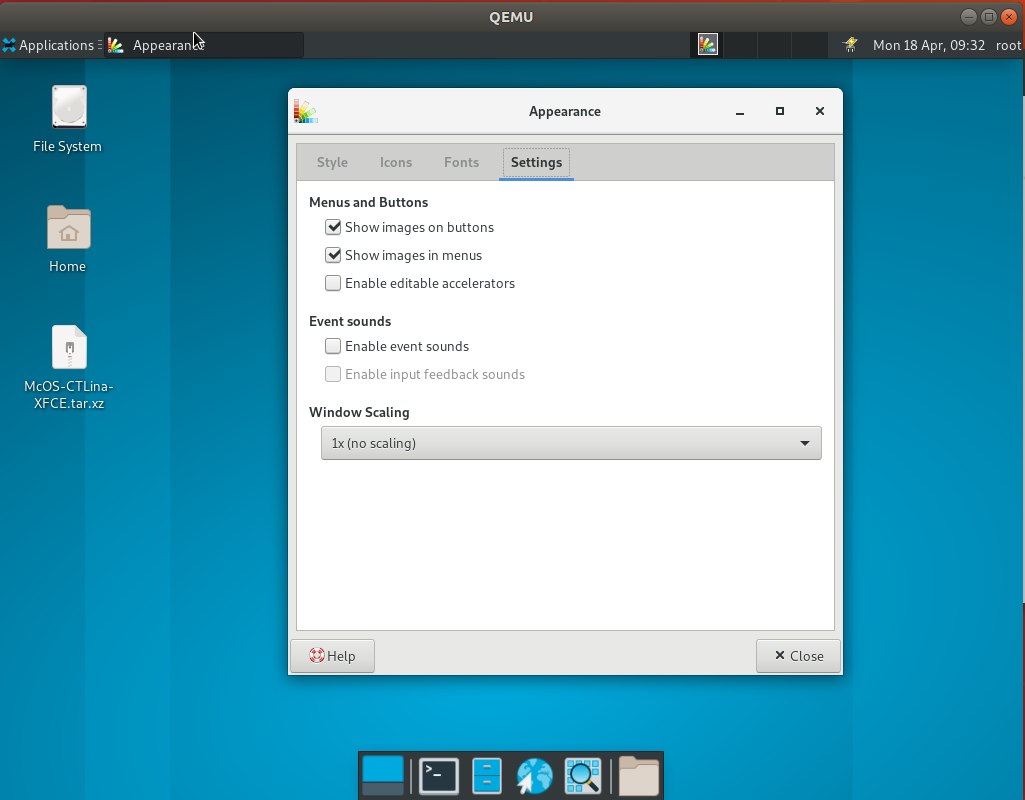 QEMU
Applications
Appearance
Mon 18 Apr, 09:32
root
File System
Home
McOS-CTLina-
XFCE.tar.xz
Appearance
Style
Icons
Fonts
Settings
Menus and Buttons
Show images on buttons
Show images in menus
Enable editable accelerators
Event sounds
Enable event sounds
Enable input feedback sounds
Window Scaling
1x (no scaling)
Help
Close